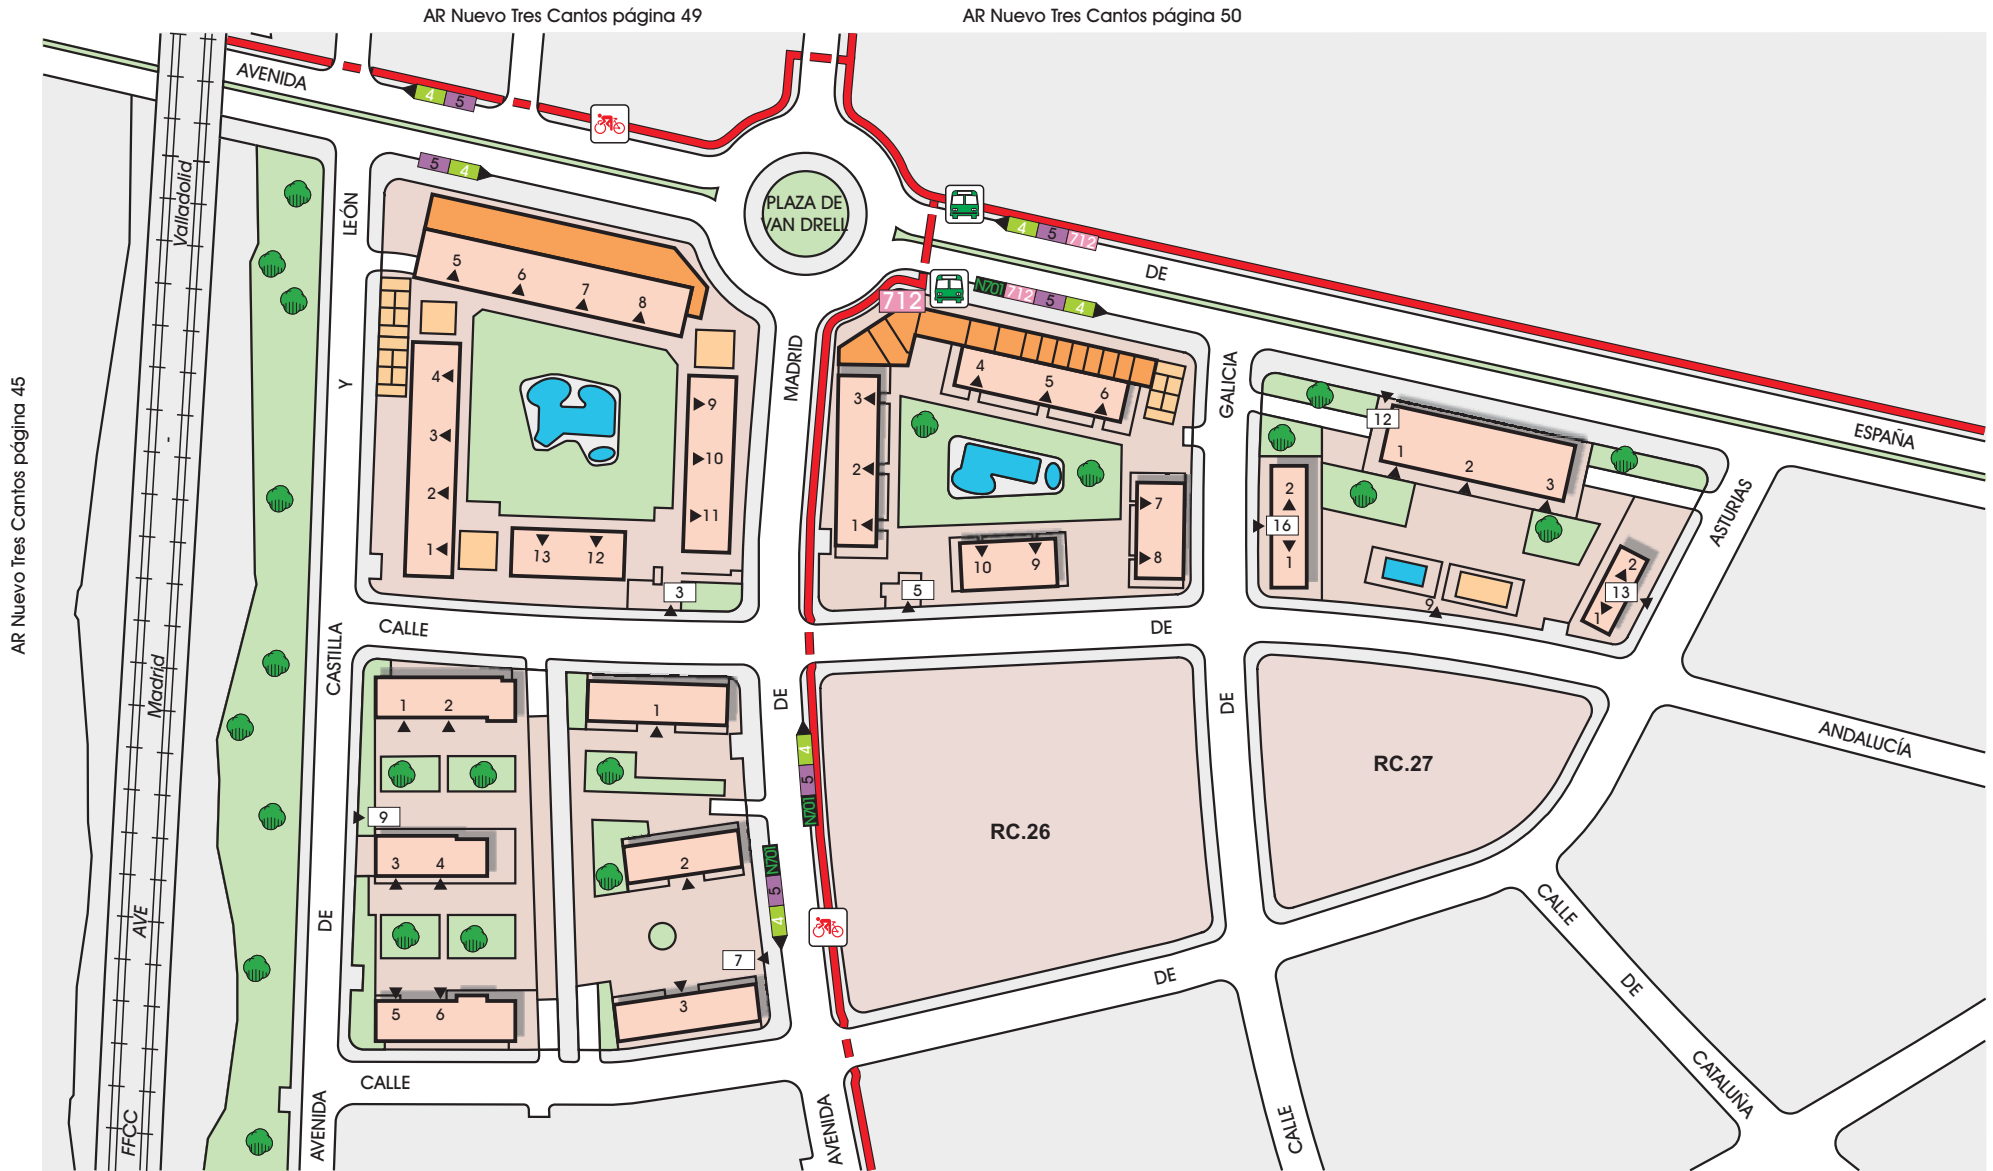 AR Nuevo Tres Cantos página 49
AR Nuevo Tres Cantos página 50
AR Nuevo Tres Cantos página 45
AVENIDA
DE
ESPAÑA
4 5
5 4
PLAZA DE
VAN DRELL
4 5 712
N701 712 5 4
712
Valladolid
Madrid
AVE
FFCC
LEÓN
Y
CASTILLA
DE
AVENIDA
MADRID
DE
AVENIDA
GALICIA
DE
CALLE
ASTURIAS
5
6
7
8
4
3
2
1
9
10
11
13
12
3
3
2
1
4
5
6
7
8
10
9
5
12
1
2
3
2
16
1
9
2
13
1
CALLE
DE
ANDALUCÍA
1
2
9
3
4
5
6
1
2
7
3
4 5 N701
N701 5 4
RC.26
RC.27
CALLE
DE
CALLE
DE
CATALUÑA